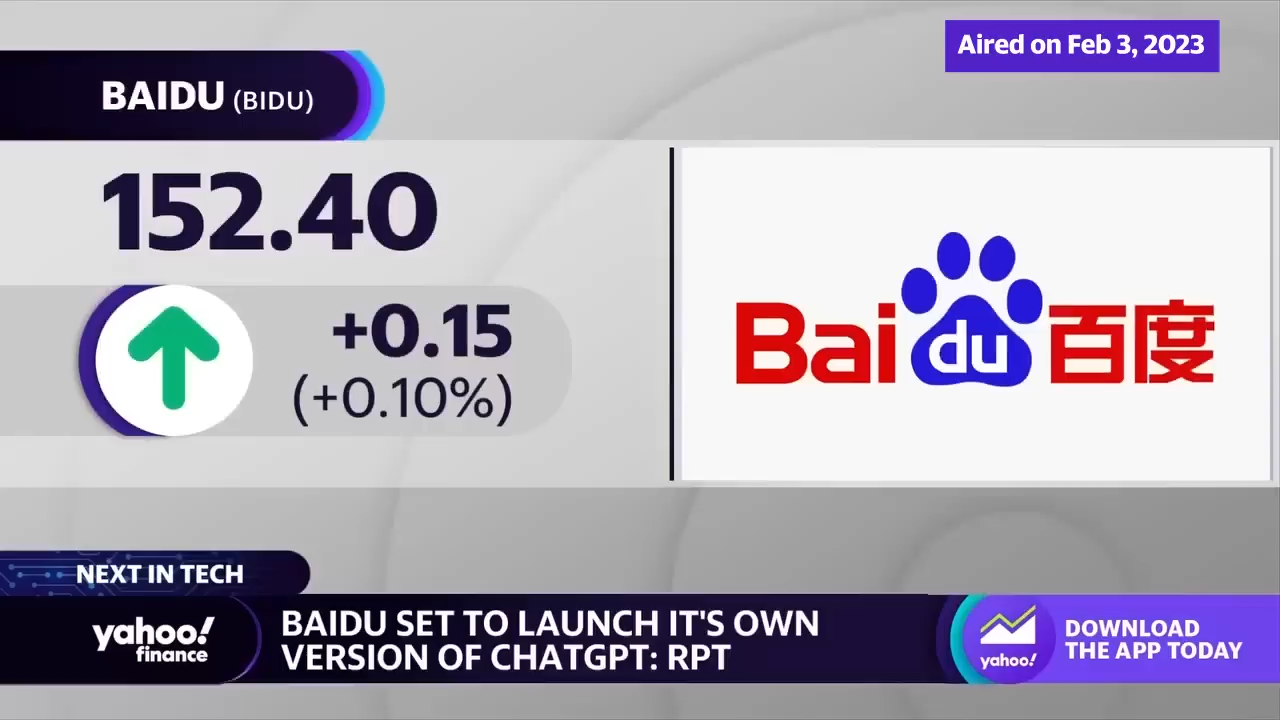 Aired on Feb 3, 2023
BAIDU (BIDU)
152.40
+0.15
(+0.10%)
Bai du 百度
NEXT IN TECH
yahoo!
finance
BAIDU SET TO LAUNCH IT'S OWN
VERSION OF CHATGPT: RPT
yahoo!
DOWNLOAD
THE APP TODAY